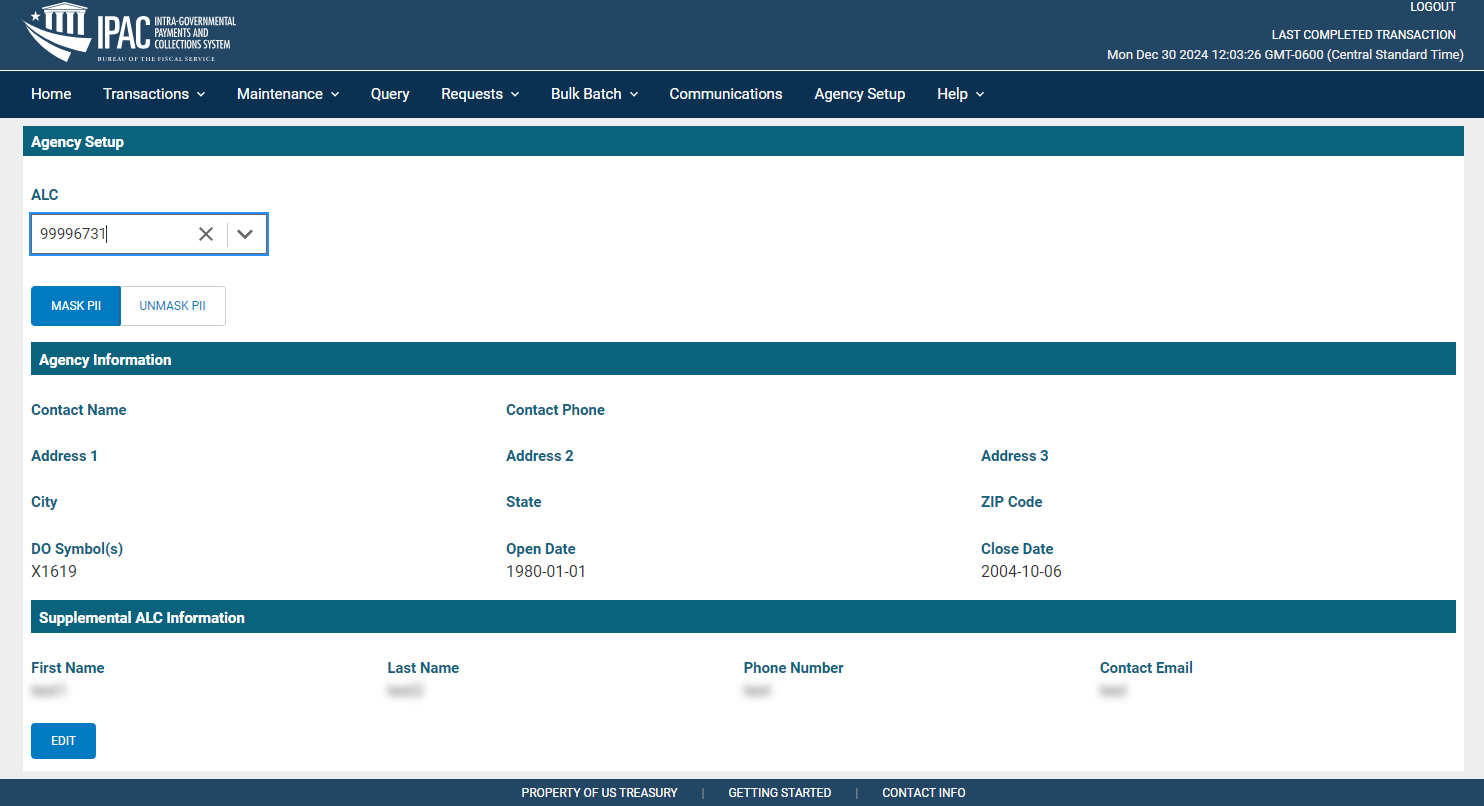 LOGOUT
IPAC INTRA-GOVERNMENTAL
PAYMENTS AND
COLLECTIONS SYSTEM
BUREAU OF THE FISCAL SERVICE
LAST COMPLETED TRANSACTION
Mon Dec 30 2024 12:03:26 GMT-0600 (Central Standard Time)
Home Transactions Maintenance Query Requests Bulk Batch Communications Agency Setup Help
Agency Setup
ALC
99996731
MASK PII UNMASK PII
Agency Information
Contact Name Contact Phone
Address 1 Address 2 Address 3
City State ZIP Code
DO Symbol(s) Open Date Close Date
X1619 1980-01-01 2004-10-06
Supplemental ALC Information
First Name Last Name Phone Number Contact Email
EDIT
PROPERTY OF US TREASURY | GETTING STARTED | CONTACT INFO